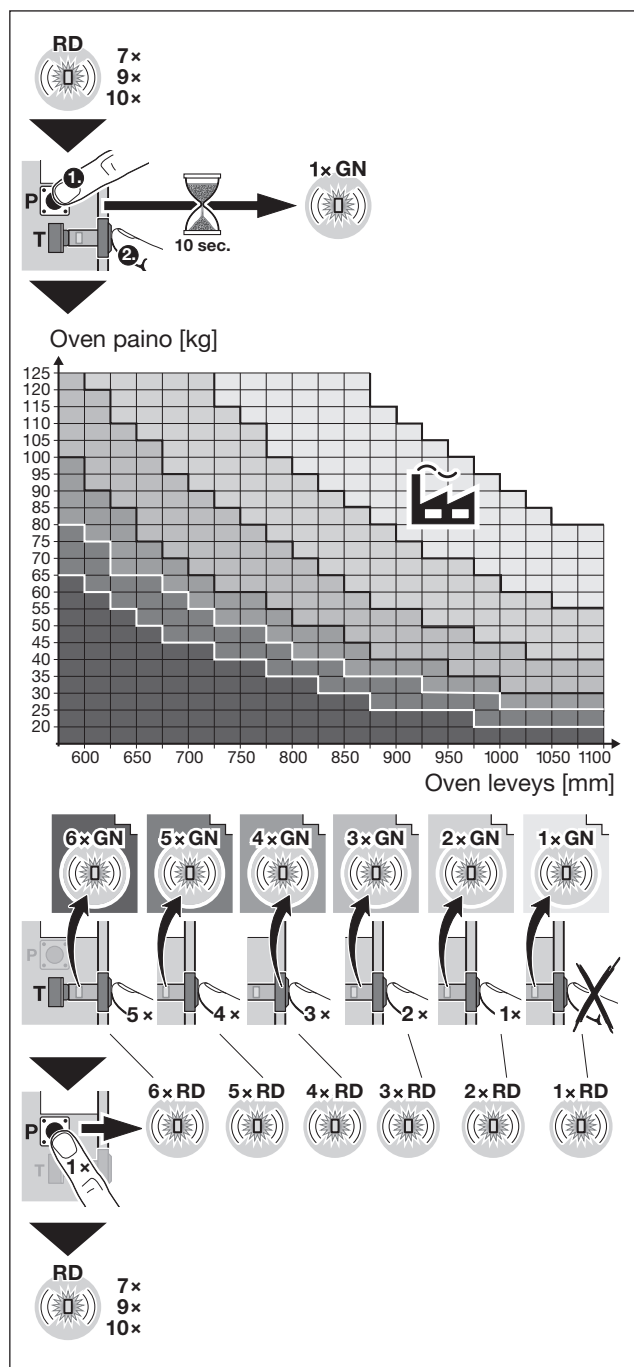 RD
7×
9×
10×
P
1.
T
2.
10 sec.
1× GN
Oven paino [kg]
125
120
115
110
105
100
95
90
85
80
75
70
65
60
55
50
45
40
35
30
25
20
600 650 700 750 800 850 900 950 1000 1050 1100
Oven leveys [mm]
6× GN 5× GN 4× GN 3× GN 2× GN 1× GN
P
T
5× 4× 3× 2× 1×
6× RD 5× RD 4× RD 3× RD 2× RD 1× RD
P
T
1×
RD
7×
9×
10×